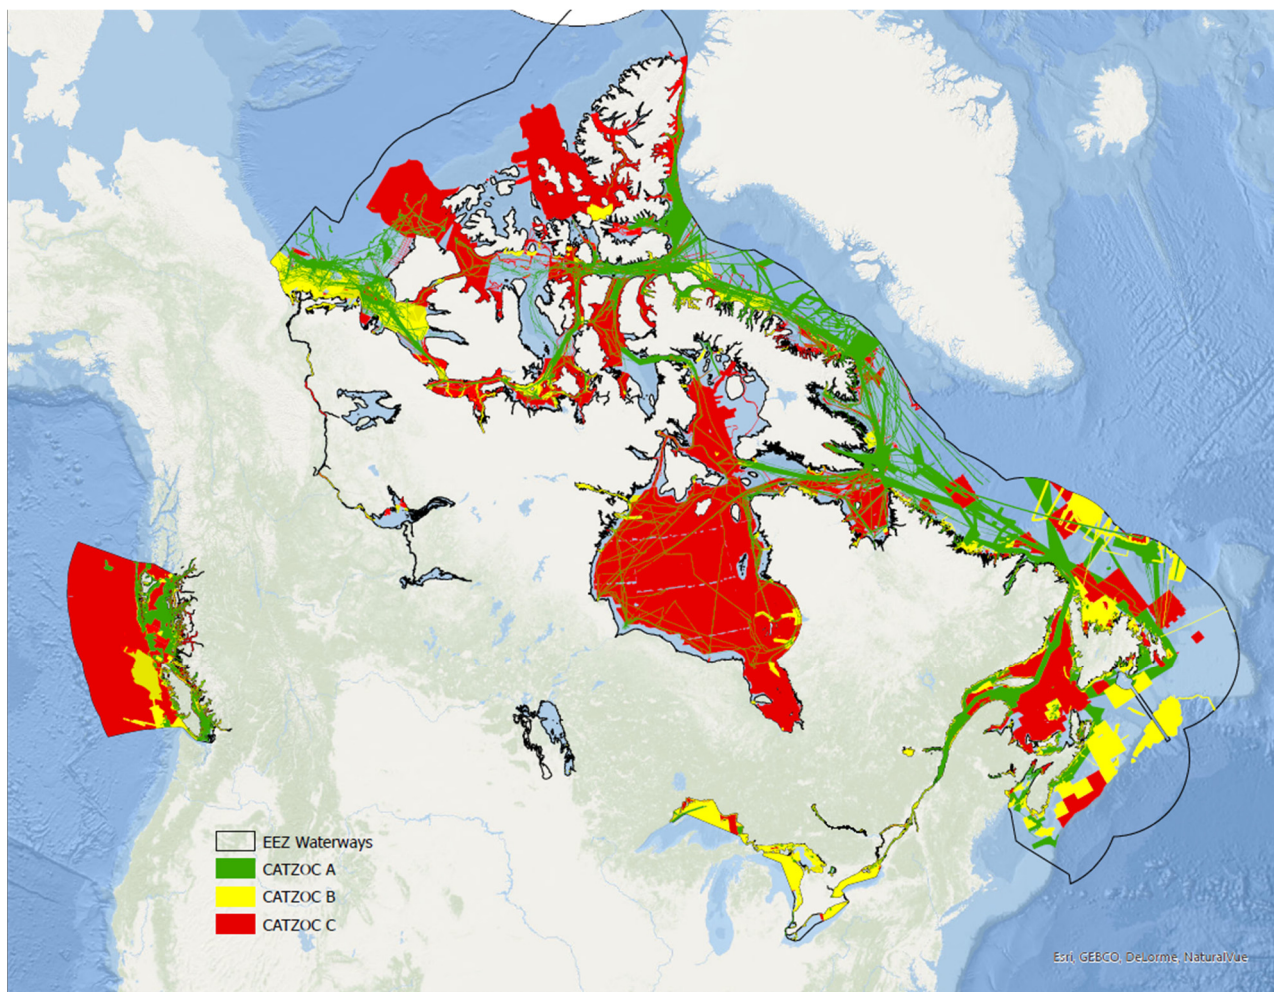 EEZ Waterways
CATZOC A
CATZOC B
CATZOC C
Esri, GEBCO, DeLorme, NaturalVue